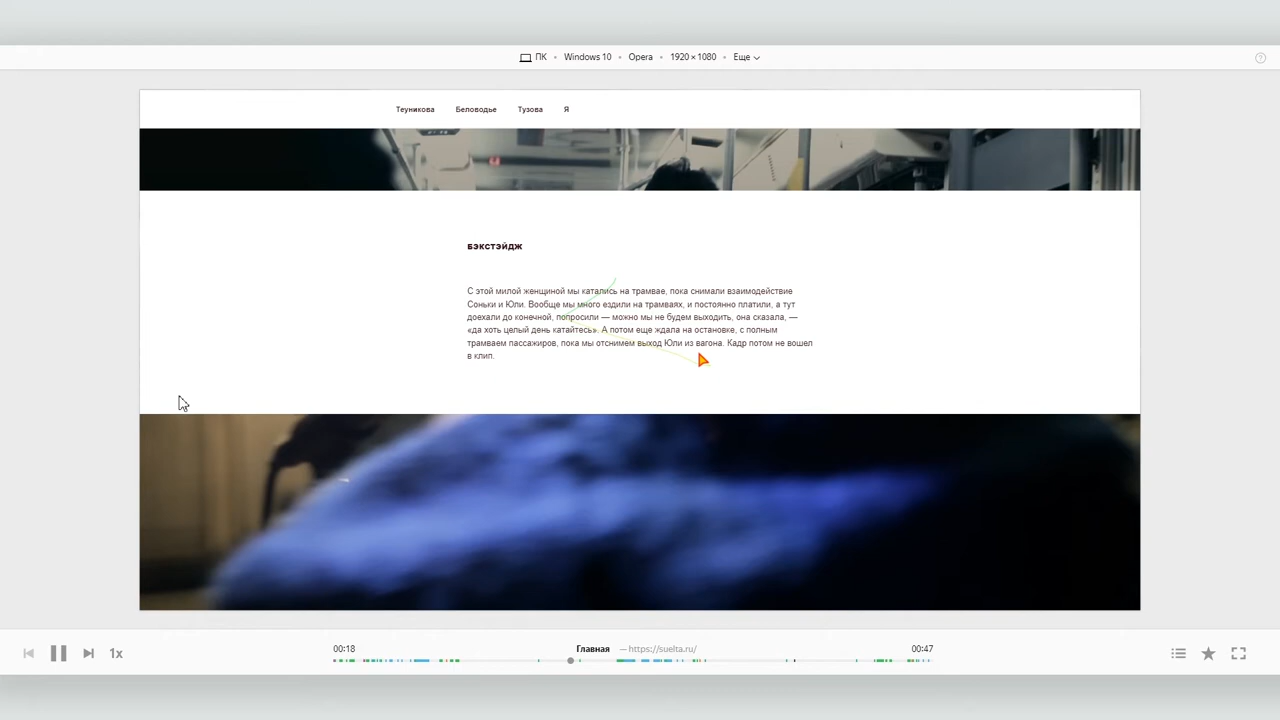 ПК • Windows 10 • Opera • 1920 × 1080 • Еще
Теуникова Беловодье Тузова Я
БЭКСТЭЙДЖ
С этой милой женщиной мы катались на трамвае, пока снимали взаимодействие
Соньки и Юли. Вообще мы много ездили на трамваях, и постоянно платили, а тут
доехали до конечной, попросили — можно мы не будем выходить, она сказала, —
«да хоть целый день катайтесь». А потом еще ждала на остановке, с полным
трамваем пассажиров, пока мы отснимем выход Юли из вагона. Кадр потом не вошел
в клип.
1x
00:18
Главная — https://suelta.ru/
00:47